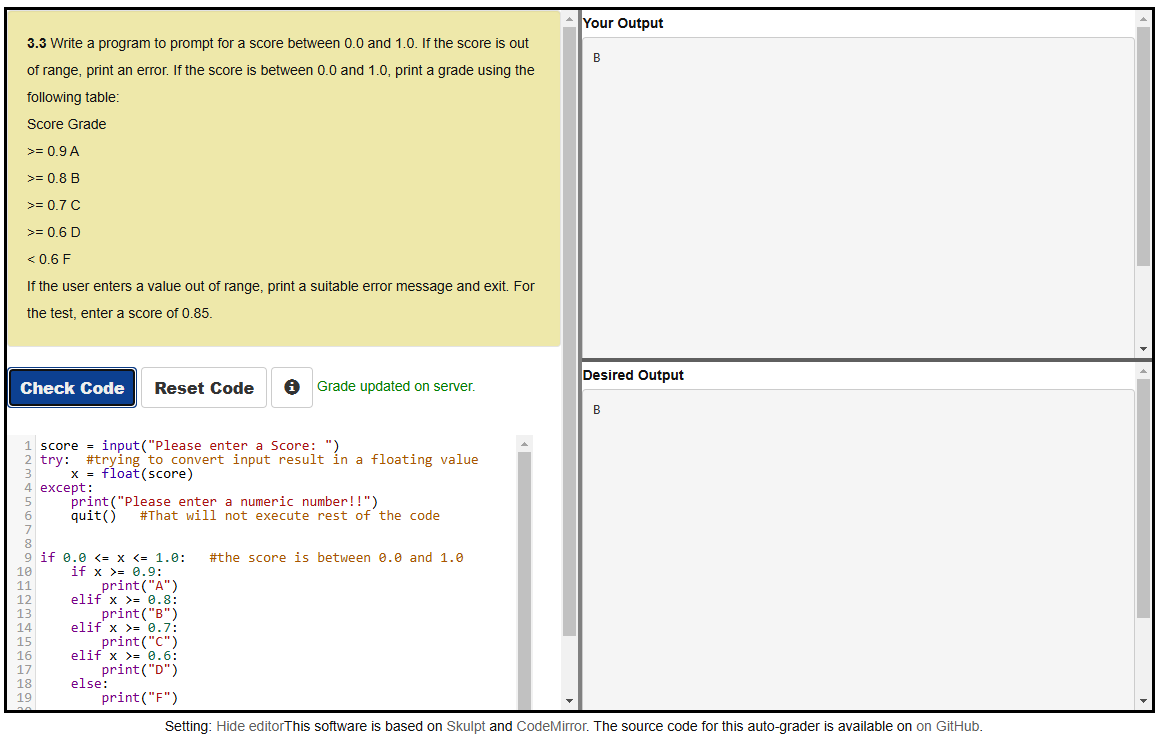 3.3 Write a program to prompt for a score between 0.0 and 1.0. If the score is out
of range, print an error. If the score is between 0.0 and 1.0, print a grade using the
following table:
Score Grade
>= 0.9 A
>= 0.8 B
>= 0.7 C
>= 0.6 D
< 0.6 F
If the user enters a value out of range, print a suitable error message and exit. For
the test, enter a score of 0.85.
Check Code
Reset Code
Grade updated on server.
1 score = input("Please enter a Score: ")
2 try:  #trying to convert input result in a floating value
3     x = float(score)
4 except:
5     print("Please enter a numeric number!!")
6     quit()   #That will not execute rest of the code
7
8
9 if 0.0 <= x <= 1.0:   #the score is between 0.0 and 1.0
10     if x >= 0.9:
11         print("A")
12     elif x >= 0.8:
13         print("B")
14     elif x >= 0.7:
15         print("C")
16     elif x >= 0.6:
17         print("D")
18     else:
19         print("F")
Your Output
B
Desired Output
B
Setting: Hide editorThis software is based on Skulpt and CodeMirror. The source code for this auto-grader is available on on GitHub.